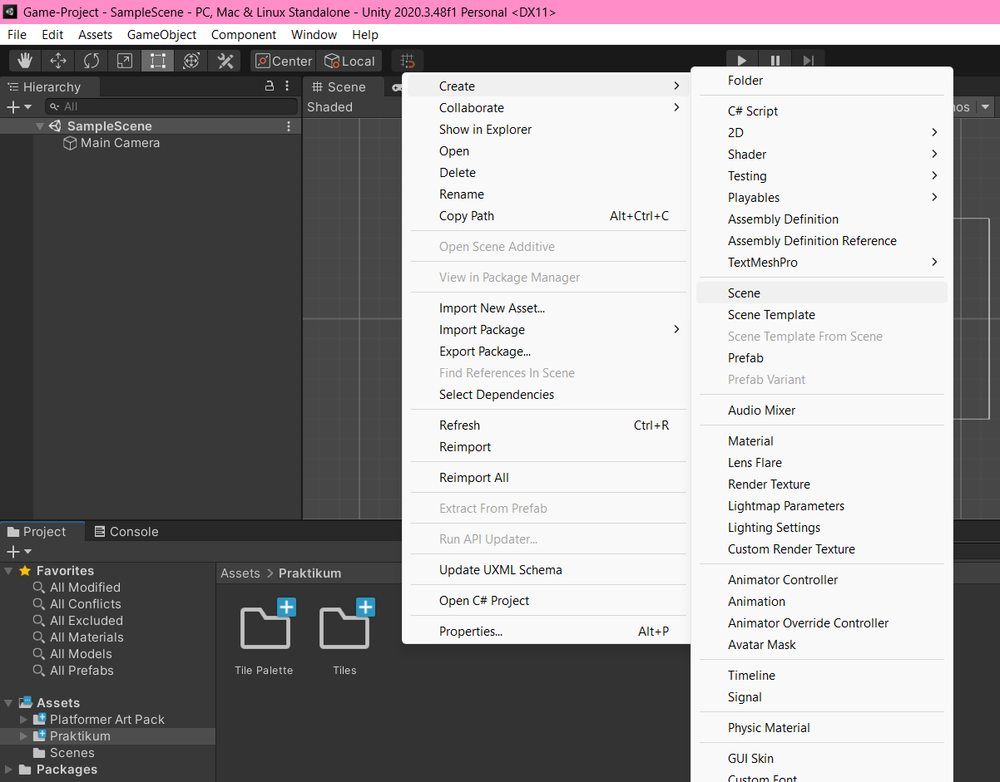 Game-Project - SampleScene - PC, Mac & Linux Standalone - Unity 2020.3.48f1 Personal <DX11>
File Edit Assets GameObject Component Window Help
Center Local
Hierarchy
All
SampleScene
Main Camera
Scene
Shaded
Create
Collaborate
Show in Explorer
Open
Delete
Rename
Copy Path Alt+Ctrl+C
Open Scene Additive
View in Package Manager
Import New Asset...
Import Package
Export Package...
Find References In Scene
Select Dependencies
Refresh Ctrl+R
Reimport
Reimport All
Extract From Prefab
Run API Updater...
Update UXML Schema
Open C# Project
Properties... Alt+P
Folder
C# Script
2D
Shader
Testing
Playables
Assembly Definition
Assembly Definition Reference
TextMeshPro
Scene
Scene Template
Scene Template From Scene
Prefab
Prefab Variant
Audio Mixer
Material
Lens Flare
Render Texture
Lightmap Parameters
Lighting Settings
Custom Render Texture
Animator Controller
Animation
Animator Override Controller
Avatar Mask
Timeline
Signal
Physic Material
GUI Skin
Custom Font
Project Console
Favorites
All Modified
All Conflicts
All Excluded
All Materials
All Models
All Prefabs
Assets
Platformer Art Pack
Praktikum
Scenes
Packages
Assets > Praktikum
Tile Palette Tiles